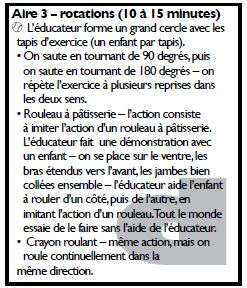 Aire 3 – rotations (10 à 15 minutes)
L'éducateur forme un grand cercle avec les
tapis d'exercice (un enfant par tapis).
• On saute en tournant de 90 degrés, puis
on saute en tournant de 180 degrés – on
répète l'exercice à plusieurs reprises dans
les deux sens.
• Rouleau à pâtisserie – l'action consiste
à imiter l'action d'un rouleau à pâtisserie.
L'éducateur fait une démonstration avec
un enfant – on se place sur le ventre, les
bras étendus vers l'avant, les jambes bien
collées ensemble – l'éducateur aide l'enfant
à rouler d'un côté, puis de l'autre, en
imitant l'action d'un rouleau. Tout le monde
essaie de le faire sans l'aide de l'éducateur.
• Crayon roulant – même action, mais on
roule continuellement dans la
même direction.